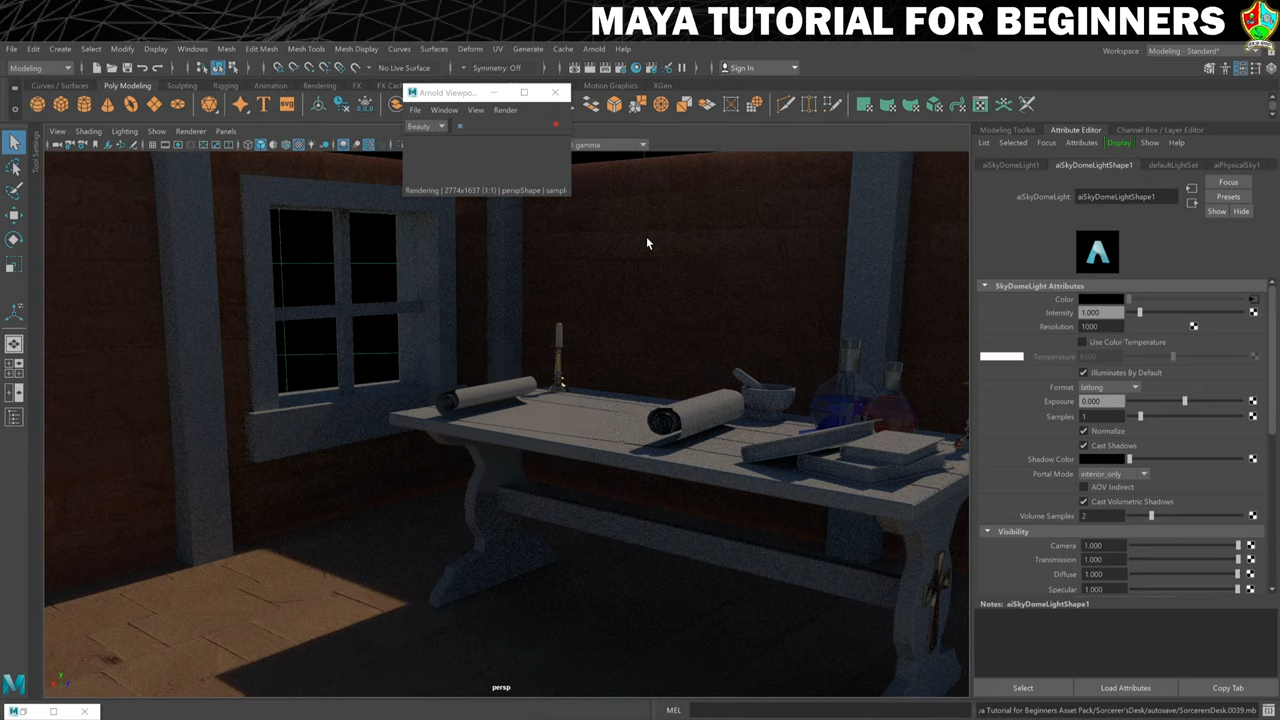 MAYA TUTORIAL FOR BEGINNERS
File Edit Create Select Modify Display Windows Mesh Edit Mesh Mesh Tools Mesh Display Curves Surfaces Deform UV Generate Cache Arnold Help
Workspace : Modeling - Standard*
Modeling No Live Surface Symmetry: Off Sign In
Curves / Surfaces Poly Modeling Sculpting Rigging Animation Rendering FX FX Ca Motion Graphics XGen
Arnold Viewpo...
File Window View Render
Beauty
Rendering | 2774x1637 (1:1) | perspShape | sampl
View Shading Lighting Show Renderer Panels
gamma
Tool Settings
persp
Modeling Toolkit Attribute Editor Channel Box / Layer Editor
List Selected Focus Attributes Display Show Help
aiSkyDomeLight1 aiSkyDomeLightShape1 defaultLightSet aiPhysicalSky1
aiSkyDomeLight: aiSkyDomeLightShape1
Focus
Presets
Show Hide
SkyDomeLight Attributes
Color
Intensity 1.000
Resolution 1000
Use Color Temperature
Temperature 6500
Illuminates By Default
Format latlong
Exposure 0.000
Samples 1
Normalize
Cast Shadows
Shadow Color
Portal Mode interior_only
AOV Indirect
Cast Volumetric Shadows
Volume Samples 2
Visibility
Camera 1.000
Transmission 1.000
Diffuse 1.000
Specular 1.000
Notes: aiSkyDomeLightShape1
Select Load Attributes Copy Tab
MEL
ya Tutorial for Beginners Asset Pack/Sorcerer'sDesk/autosave/SorcerersDesk.0039.mb